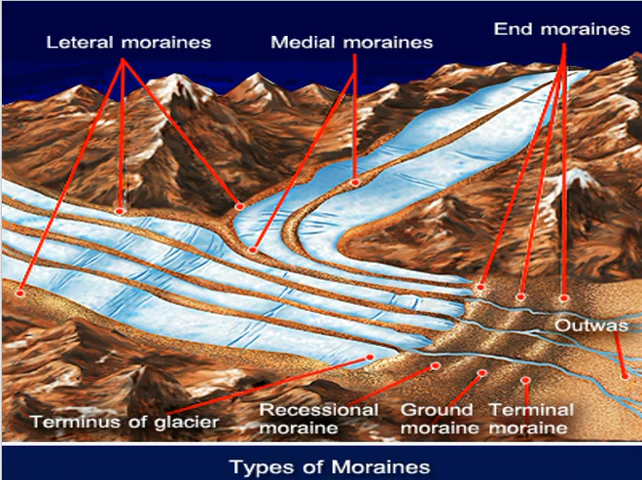 Leteral moraines
Medial moraines
End moraines
Outwas
Terminus of glacier
Recessional
moraine
Ground
moraine
Terminal
moraine
Types of Moraines